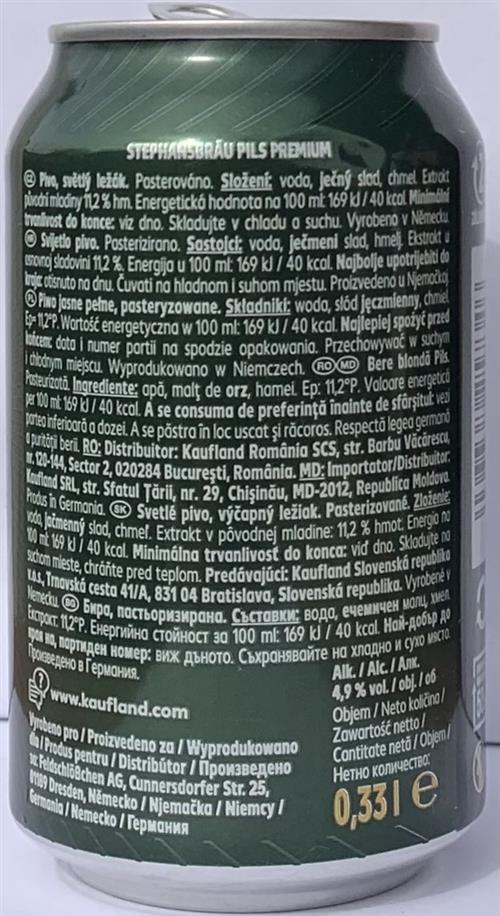 STEPHANSBRÄU PILS PREMIUM
CZ Pivo, světlý ležák. Pasterováno. Složení: voda, ječný slad, chmel. Extrakt
původní mladiny 11,2 % hm. Energetická hodnota na 100 ml: 169 kJ / 40 kcal. Minimální
trvanlivost do konce: viz dno. Skladujte v chladu a suchu. Vyrobeno v Německu.
Svijetlo pivo. Pasterizirano. Sastojci: voda, ječmeni slad, hmelj. Ekstrakt u
osnovnoj sladovini 11,2 %. Energija u 100 ml: 169 kJ / 40 kcal. Najbolje upotrijebiti do
kraja: otisnuto na dnu. Čuvati na hladnom i suhom mjestu. Proizvedeno u Njemačkoj.
PL Piwo jasne pełne, pasteryzowane. Składniki: woda, słód jęczmienny, chmiel.
Ep= 11,2°P. Wartość energetyczna w 100 ml: 169 kJ / 40 kcal. Najlepiej spożyć przed
końcem: data i numer partii na spodzie opakowania. Przechowywać w suchym
i chłodnym miejscu. Wyprodukowano w Niemczech. RO MD Bere blondă Pils.
Pasteurizată. Ingrediente: apă, malț de orz, hamei. Ep: 11,2°P. Valoare energetică
per 100 ml: 169 kJ / 40 kcal. A se consuma de preferință înainte de sfârșitul: vezi
partea inferioară a dozei. A se păstra în loc uscat și răcoros. Respectă legea germană
a purității berii. RO: Distribuitor: Kaufland România SCS, str. Barbu Văcărescu,
nr. 120-144, Sector 2, 020284 București, România. MD: Importator/Distribuitor:
Kaufland SRL, str. Sfatul Țării, nr. 29, Chișinău, MD-2012, Republica Moldova.
Produs în Germania. SK Svetlé pivo, výčapný ležiak. Pasterizované. Zloženie:
voda, jačmenný slad, chmeľ. Extrakt v pôvodnej mladine: 11,2 % hmot. Energia na
100 ml: 169 kJ / 40 kcal. Minimálna trvanlivosť do konca: viď dno. Skladujte na
suchom mieste, chráňte pred teplom. Predávajúci: Kaufland Slovenská republika
v.o.s., Trnavská cesta 41/A, 831 04 Bratislava, Slovenská republika. Vyrobené v
Nemecku. BG Бира, пастьоризирана. Съставки: вода, ечемичен малц, хмел.
Екстракт: 11,2°P. Енергийна стойност за 100 ml: 169 kJ / 40 kcal. Най-добър до
края на, партиден номер: виж дъното. Съхранявайте на хладно и сухо място.
Произведено в Германия.
www.kaufland.com
Vyrobeno pro / Proizvedeno za / Wyprodukowano
dla / Produs pentru / Distribútor / Произведено
за: Feldschlößchen AG, Cunnersdorfer Str. 25,
01189 Dresden, Německo / Njemačka / Niemcy /
Germania / Nemecko / Германия
Alk. / Alc. / Алк.
4,9 % vol. / obj. / об
Objem / Neto količina /
Zawartość netto /
Cantitate netă / Objem /
Нетно количество:
0,33 l e